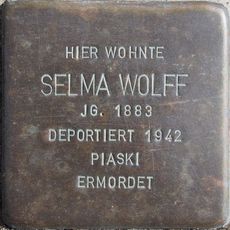 HIER WOHNTE
SELMA WOLFF
JG. 1883
DEPORTIERT 1942
PIASKI
ERMORDET